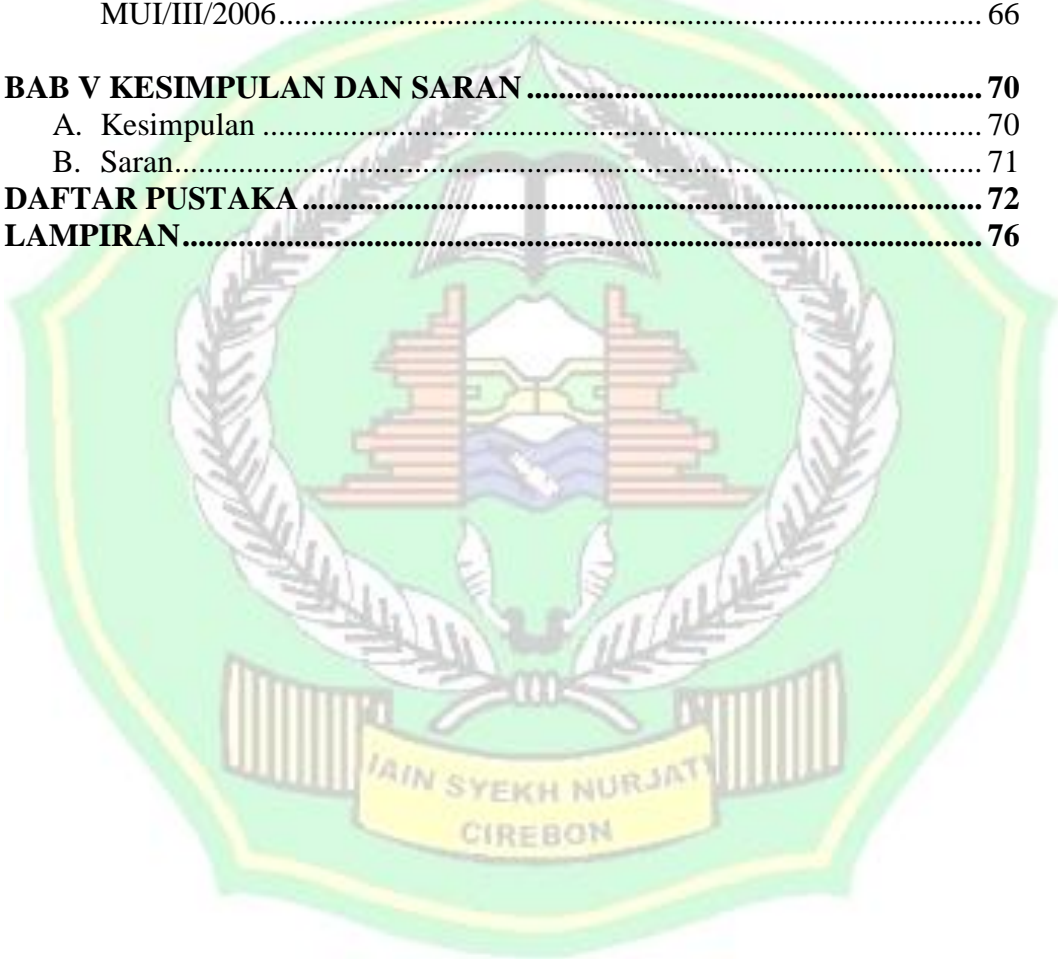 MUI/III/2006.................................................................................... 66
BAB V KESIMPULAN DAN SARAN....................................................... 70
A. Kesimpulan ...................................................................................... 70
B. Saran................................................................................................. 71
DAFTAR PUSTAKA.................................................................................. 72
LAMPIRAN................................................................................................. 76
IAIN SYEKH NURJATI
CIREBON